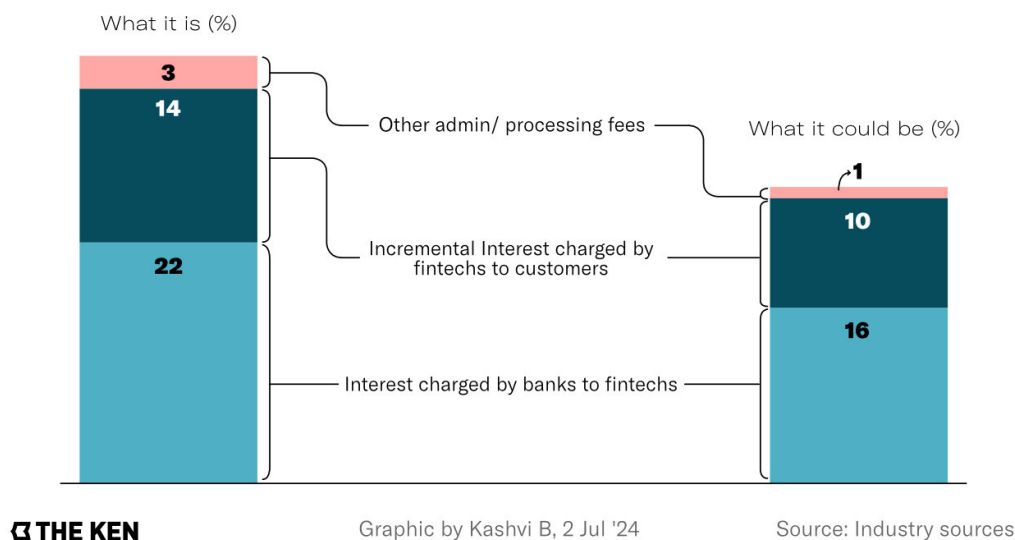 What it is (%)
3
14
Other admin/ processing fees
What it could be (%)
1
10
Incremental Interest charged by
fintechs to customers
22
16
Interest charged by banks to fintechs
THE KEN
Graphic by Kashvi B, 2 Jul '24
Source: Industry sources